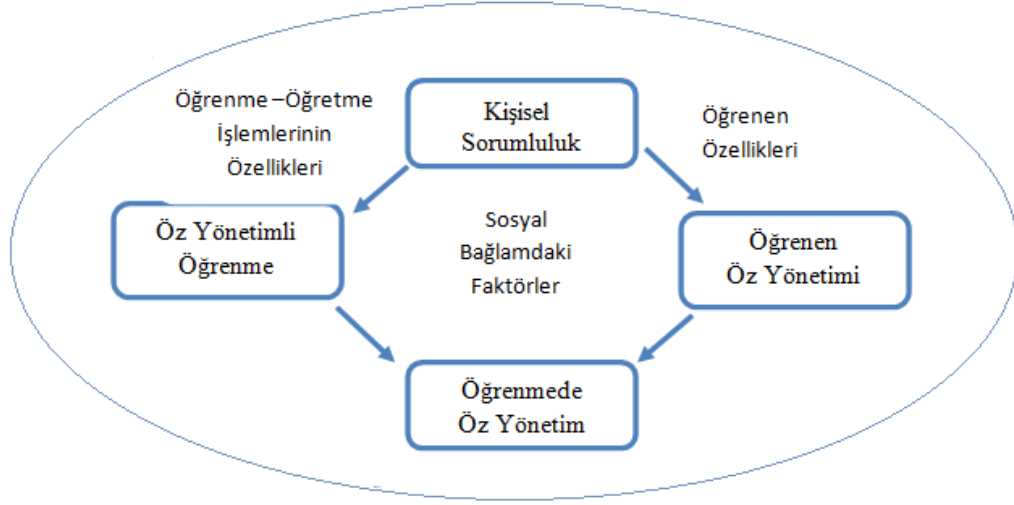 Öğrenme –Öğretme
İşlemlerinin
Özellikleri
Kişisel
Sorumluluk
Öğrenen
Özellikleri
Öz Yönetimli
Öğrenme
Sosyal
Bağlamdaki
Faktörler
Öğrenen
Öz Yönetimi
Öğrenmede
Öz Yönetim